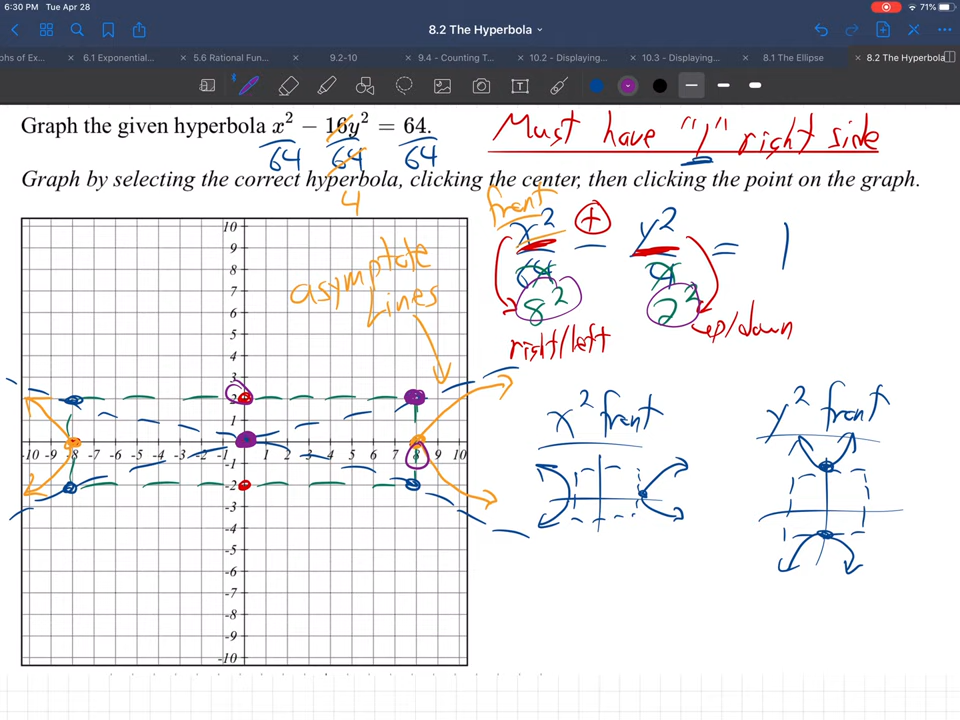 6:30 PM Tue Apr 28
71%
8.2 The Hyperbola
phs of Ex...
6.1 Exponential...
5.6 Rational Fun...
9.2-10
9.4 - Counting T...
10.2 - Displaying...
10.3 - Displaying...
8.1 The Ellipse
8.2 The Hyperbola
Graph the given hyperbola x² − 16y² = 64.
64 64 64
4
Must have "1" right side
Graph by selecting the correct hyperbola, clicking the center, then clicking the point on the graph.
front
x² + − y² = 1
64 4
8² 2²
right/left
up/down
asymptote
Lines
x² front
y² front
10
9
8
7
6
5
4
3
2
1
-10 -9 -8 -7 -6 -5 -4 -3 -2 -1 1 2 3 4 5 6 7 8 9 10
-1
-2
-3
-4
-5
-6
-7
-8
-9
-10